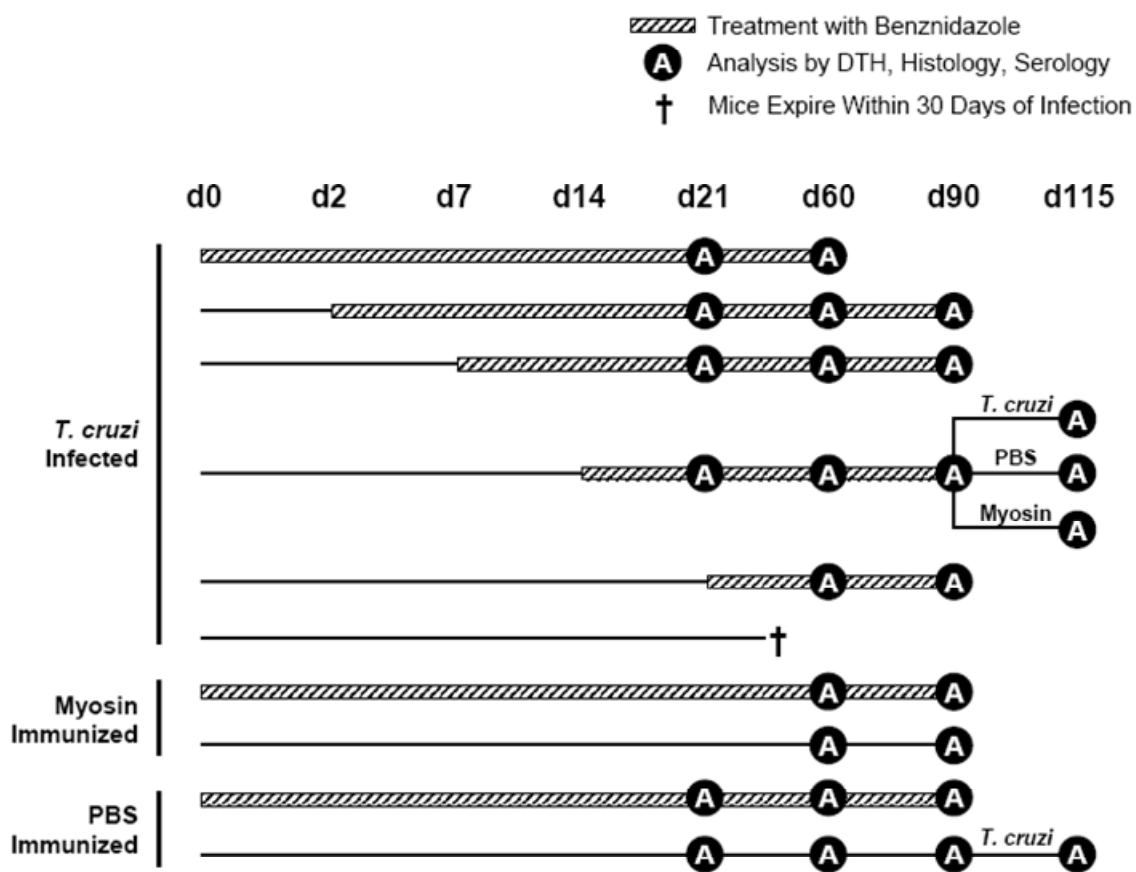 Treatment with Benznidazole
A Analysis by DTH, Histology, Serology
† Mice Expire Within 30 Days of Infection
d0 d2 d7 d14 d21 d60 d90 d115
A A
A A A
A A A
T. cruzi
Infected
T. cruzi A
A A A PBS A
Myosin A
A A
†
Myosin
Immunized
A A
A A
PBS
Immunized
A A A
A A A T. cruzi A